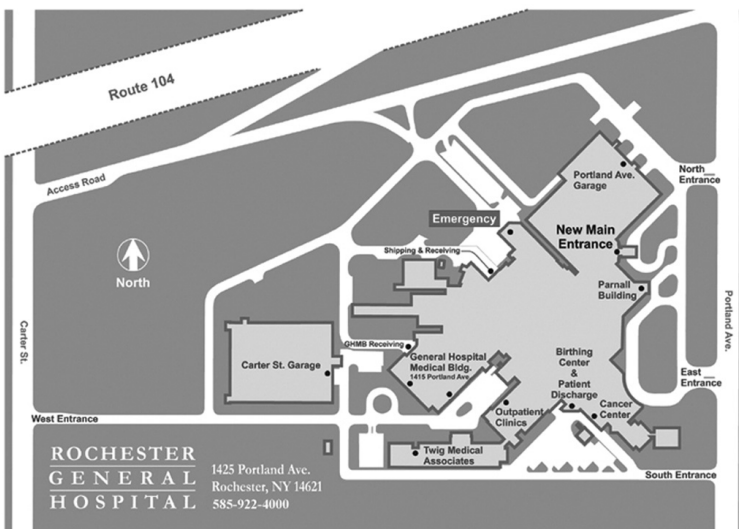 Route 104
Access Road
North
Carter St.
Portland Ave.
Garage
North
Entrance
Emergency
New Main
Entrance
Shipping & Receiving
Parnall
Building
Portland Ave.
GHMB Receiving
Carter St. Garage
General Hospital
Medical Bldg.
1415 Portland Ave.
Birthing
Center
&
Patient
Discharge
East
Entrance
Cancer
Center
Outpatient
Clinics
West Entrance
Twig Medical
Associates
South Entrance
ROCHESTER
GENERAL
HOSPITAL
1425 Portland Ave.
Rochester, NY 14621
585-922-4000